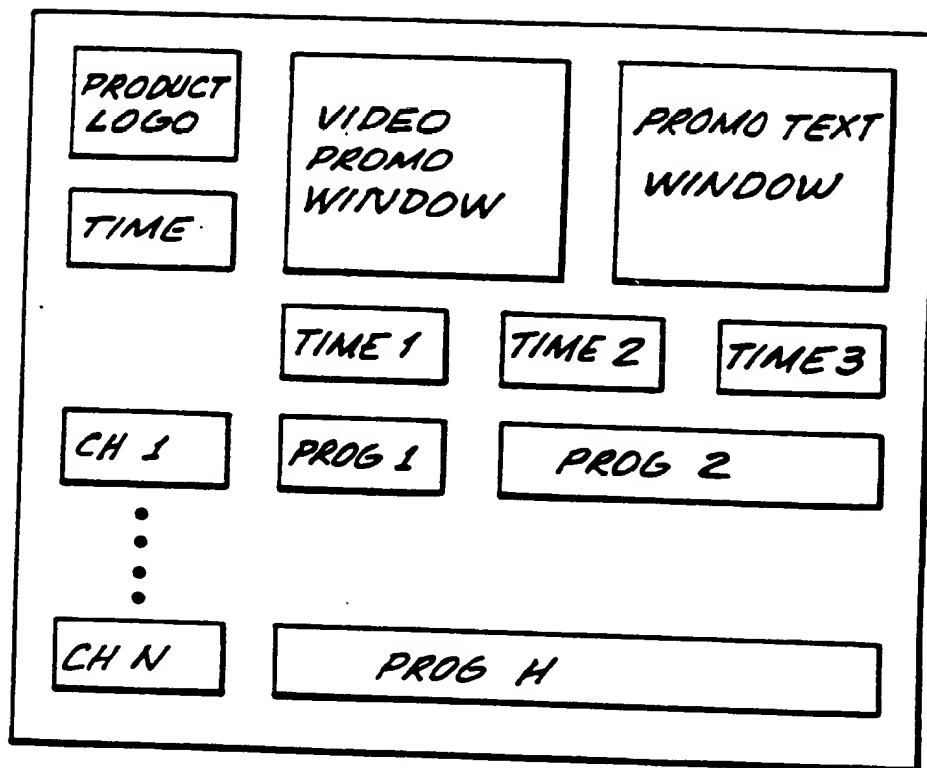 PRODUCT
LOGO
VIDEO
PROMO
WINDOW
PROMO TEXT
WINDOW
TIME
TIME 1
TIME 2
TIME 3
CH 1
PROG 1
PROG 2
CH N
PROG H